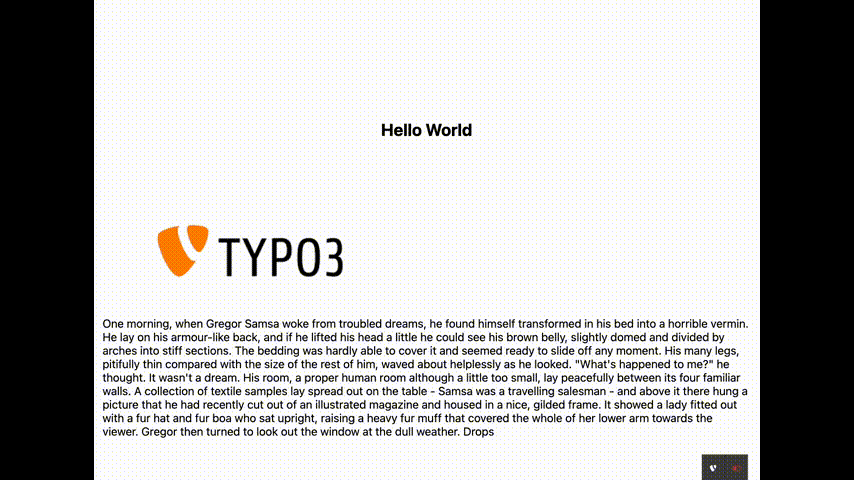 Hello World
TYPO3
One morning, when Gregor Samsa woke from troubled dreams, he found himself transformed in his bed into a horrible vermin.
He lay on his armour-like back, and if he lifted his head a little he could see his brown belly, slightly domed and divided by
arches into stiff sections. The bedding was hardly able to cover it and seemed ready to slide off any moment. His many legs,
pitifully thin compared with the size of the rest of him, waved about helplessly as he looked. "What's happened to me?" he
thought. It wasn't a dream. His room, a proper human room although a little too small, lay peacefully between its four familiar
walls. A collection of textile samples lay spread out on the table - Samsa was a travelling salesman - and above it there hung a
picture that he had recently cut out of an illustrated magazine and housed in a nice, gilded frame. It showed a lady fitted out
with a fur hat and fur boa who sat upright, raising a heavy fur muff that covered the whole of her lower arm towards the
viewer. Gregor then turned to look out the window at the dull weather. Drops